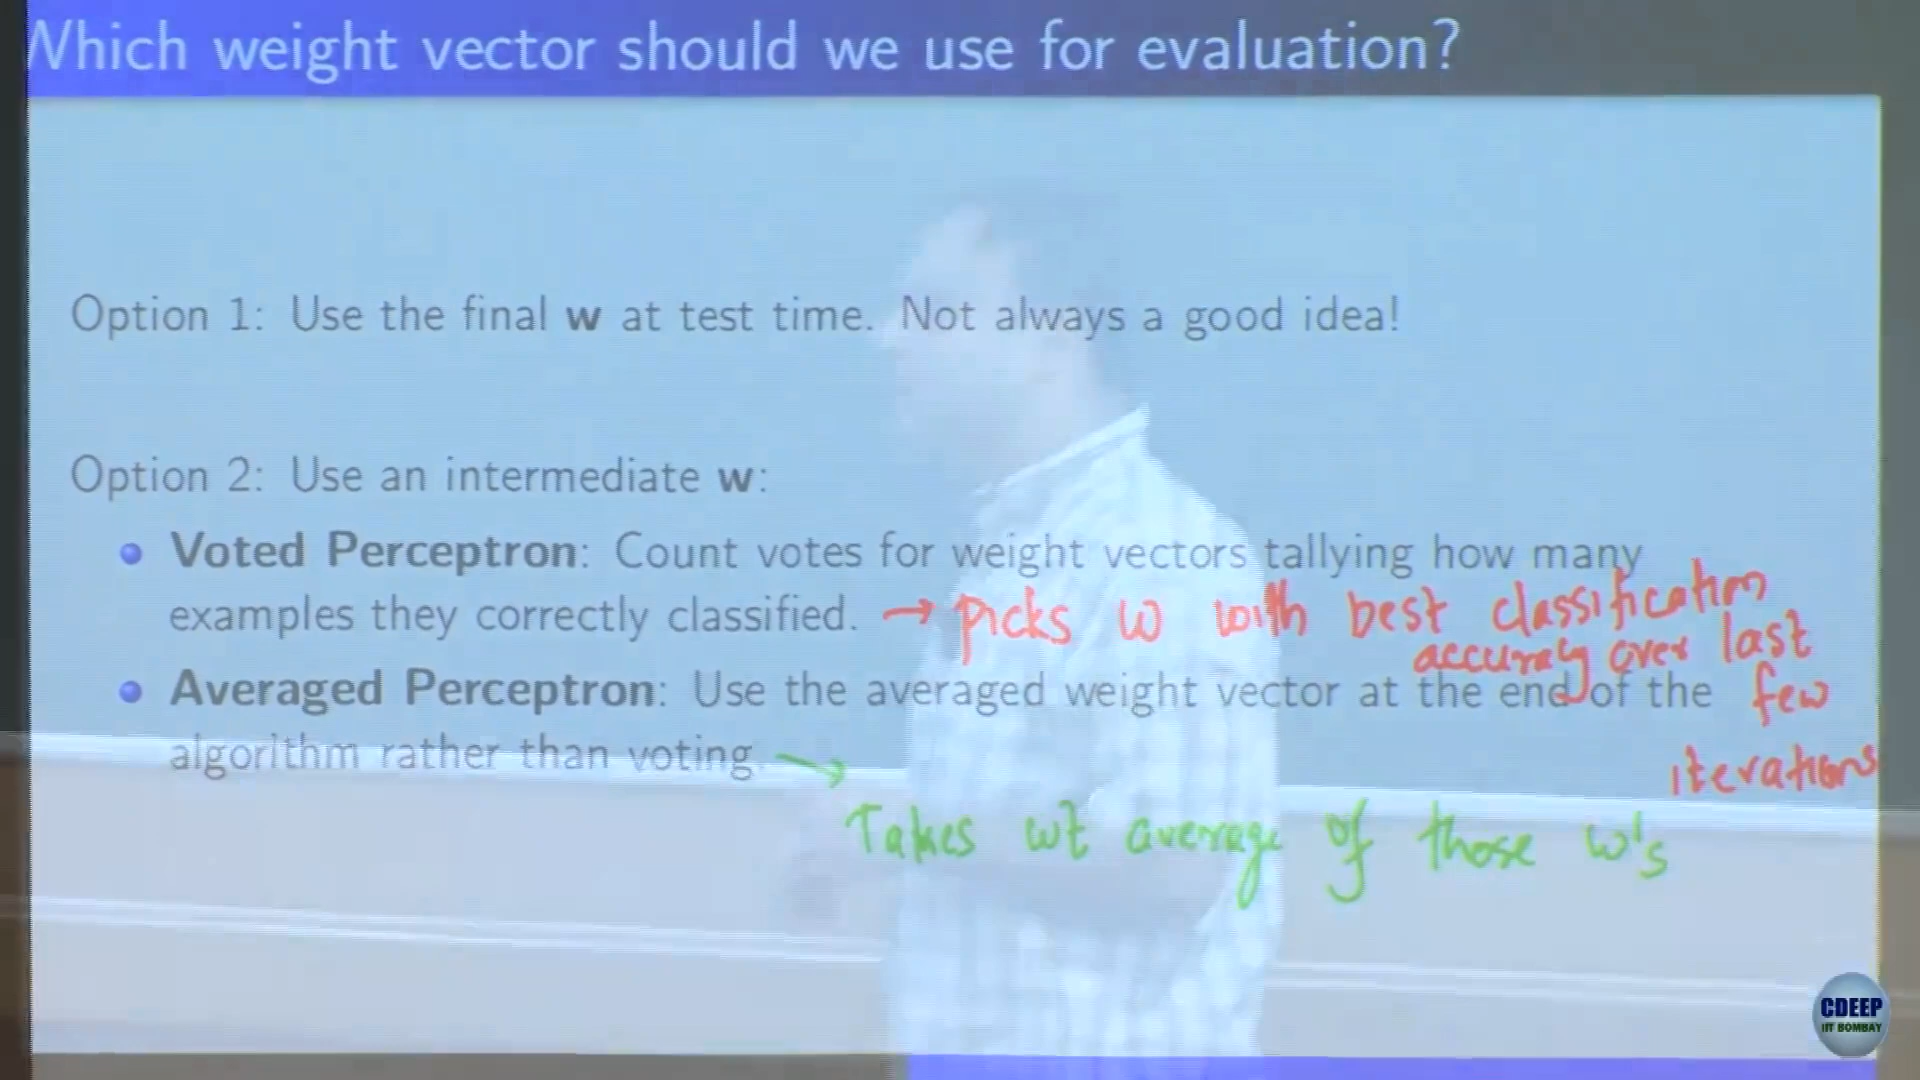 Which weight vector should we use for evaluation?
Option 1: Use the final w at test time. Not always a good idea!
Option 2: Use an intermediate w:
Voted Perceptron: Count votes for weight vectors tallying how many
examples they correctly classified. → picks w with best classification
accuracy over last
few
iterations
Averaged Perceptron: Use the averaged weight vector at the end of the
algorithm rather than voting. →
Takes wt average of those w's
CDEEP
IIT BOMBAY